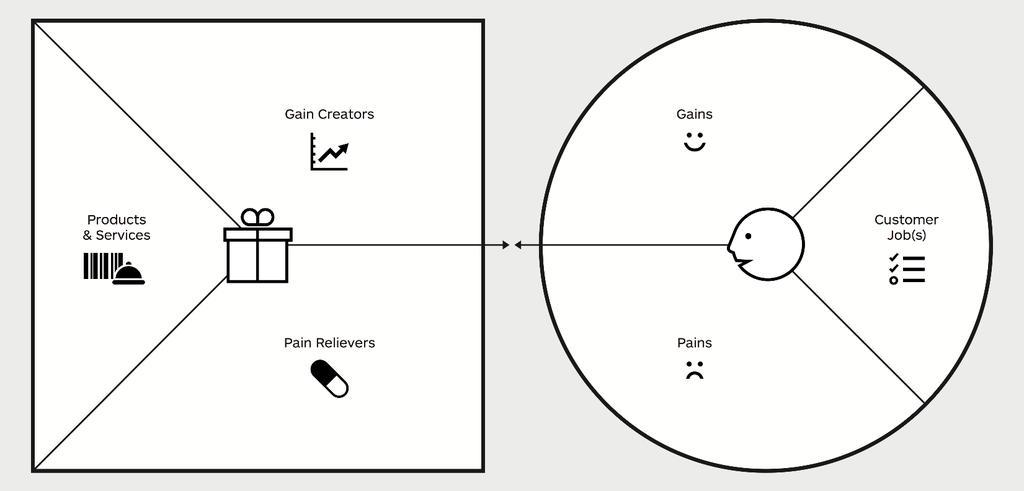 Gain Creators
Products
& Services
Pain Relievers
Gains
Customer
Job(s)
Pains